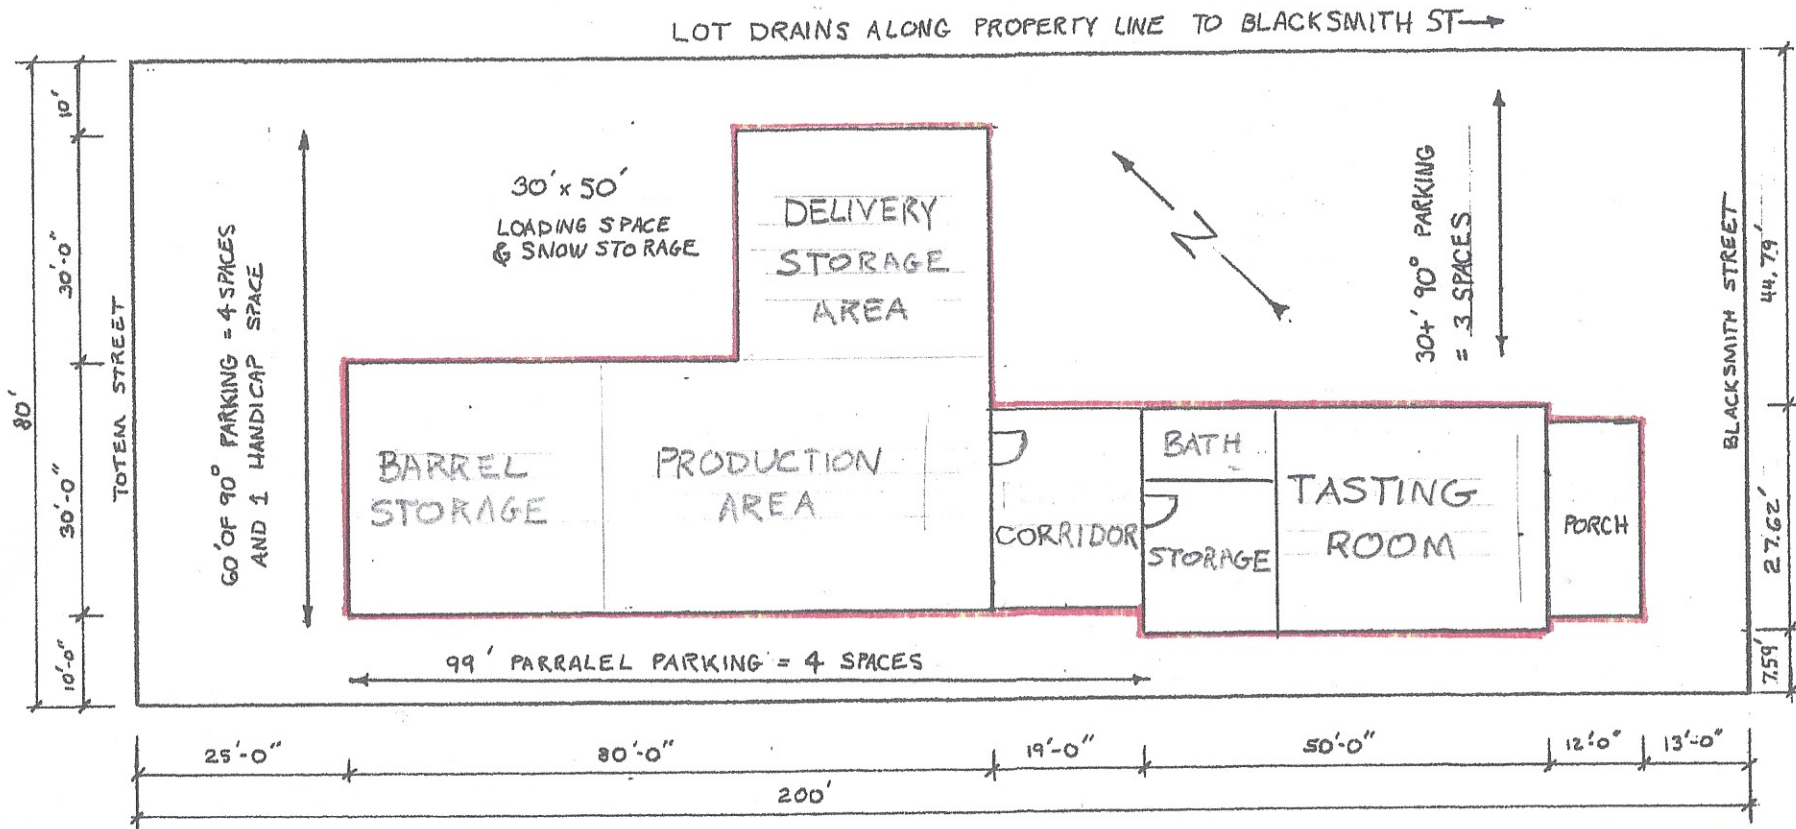 LOT DRAINS ALONG PROPERTY LINE TO BLACKSMITH ST
80'
10'
30'-0"
30'-0"
10'-0"
TOTEM STREET
60' OF 90° PARKING = 4 SPACES
AND 1 HANDICAP SPACE
30' x 50'
LOADING SPACE
& SNOW STORAGE
DELIVERY
STORAGE
AREA
N
30+' 90° PARKING
= 3 SPACES
BLACKSMITH STREET
44.79'
27.62'
7.59'
BARREL
STORAGE
PRODUCTION
AREA
CORRIDOR
BATH
STORAGE
TASTING
ROOM
PORCH
99' PARRALEL PARKING = 4 SPACES
25'-0"
80'-0"
19'-0"
50'-0"
12'-0"
13'-0"
200'